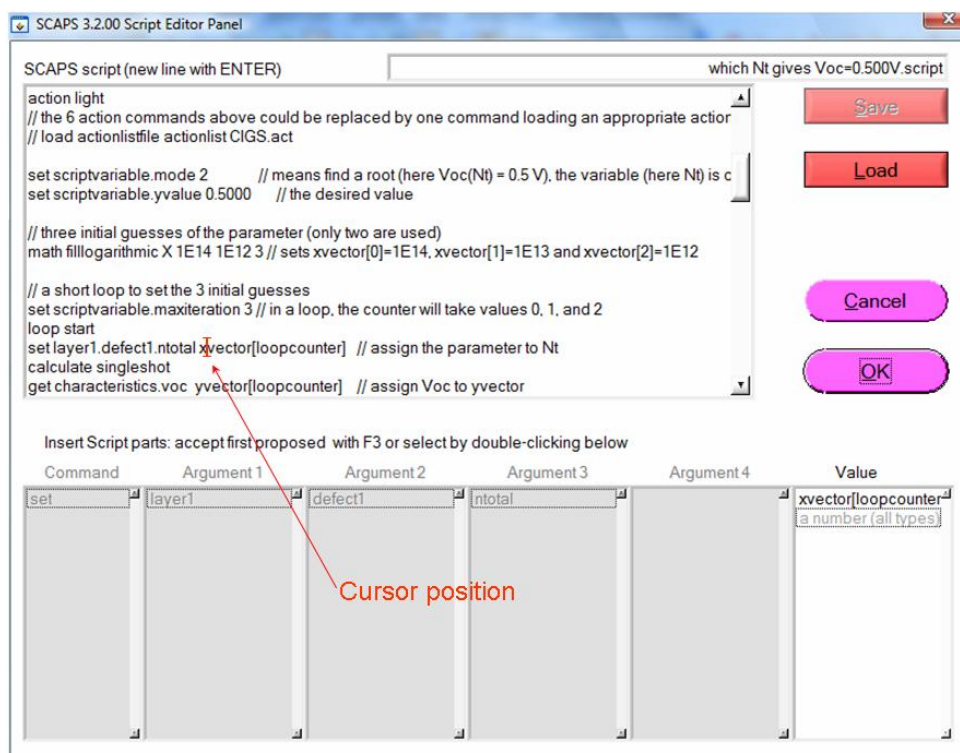 SCAPS 3.2.00 Script Editor Panel
SCAPS script (new line with ENTER)
which Nt gives Voc=0.500V.script
action light
// the 6 action commands above could be replaced by one command loading an appropriate action
// load actionlistfile actionlist CIGS.act
set scriptvariable.mode 2 // means find a root (here Voc(Nt) = 0.5 V), the variable (here Nt) is c
set scriptvariable.yvalue 0.5000 // the desired value
// three initial guesses of the parameter (only two are used)
math filllogarithmic X 1E14 1E12 3 // sets xvector[0]=1E14, xvector[1]=1E13 and xvector[2]=1E12
// a short loop to set the 3 initial guesses
set scriptvariable.maxiteration 3 // in a loop, the counter will take values 0, 1, and 2
loop start
set layer1.defect1.ntotal xvector[loopcounter] // assign the parameter to Nt
calculate singleshot
get characteristics.voc yvector[loopcounter] // assign Voc to yvector
Save
Load
Cancel
OK
Insert Script parts: accept first proposed with F3 or select by double-clicking below
Command Argument 1 Argument 2 Argument 3 Argument 4 Value
set layer1 defect1 ntotal xvector[loopcounter
a number (all types)
Cursor position